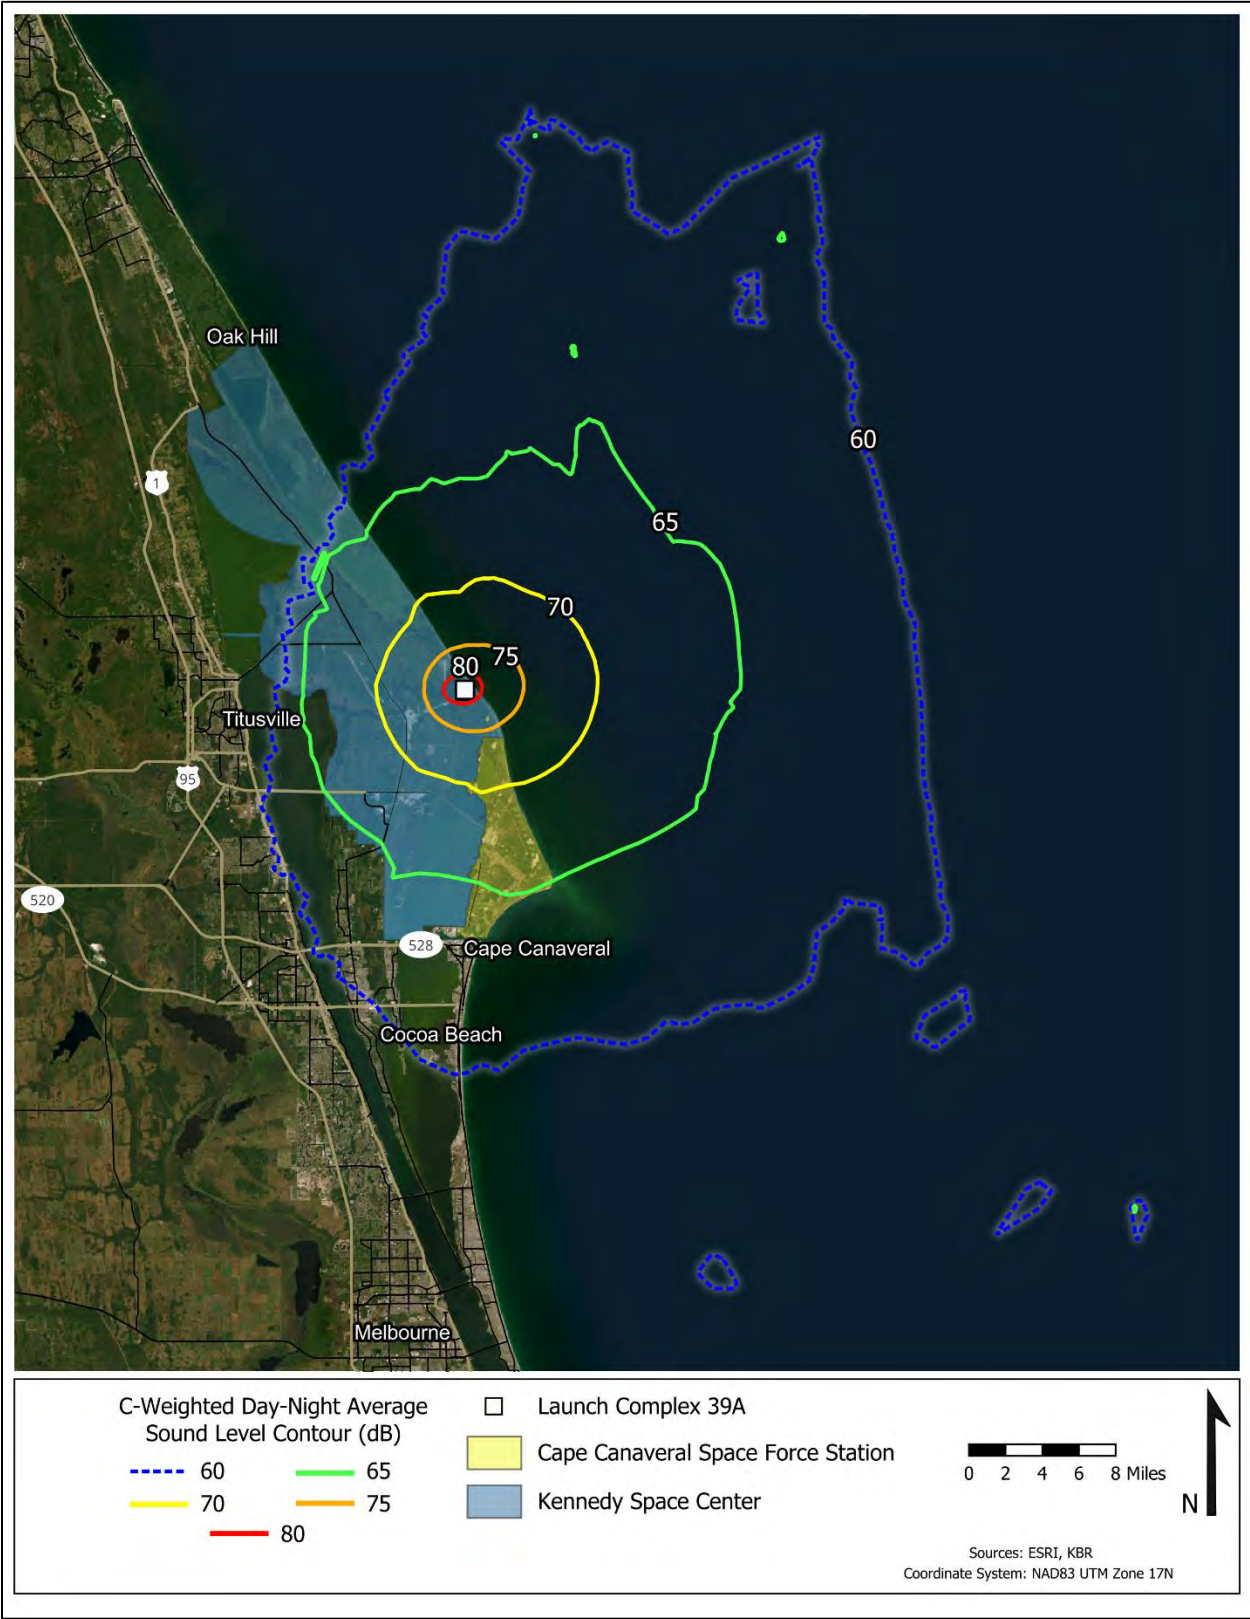 Oak Hill
60
1
65
70
75
80
Titusville
95
520
528
Cape Canaveral
Cocoa Beach
Melbourne
C-Weighted Day-Night Average
Sound Level Contour (dB)
60
65
70
75
80
Launch Complex 39A
Cape Canaveral Space Force Station
Kennedy Space Center
0 2 4 6 8 Miles
N
Sources: ESRI, KBR
Coordinate System: NAD83 UTM Zone 17N